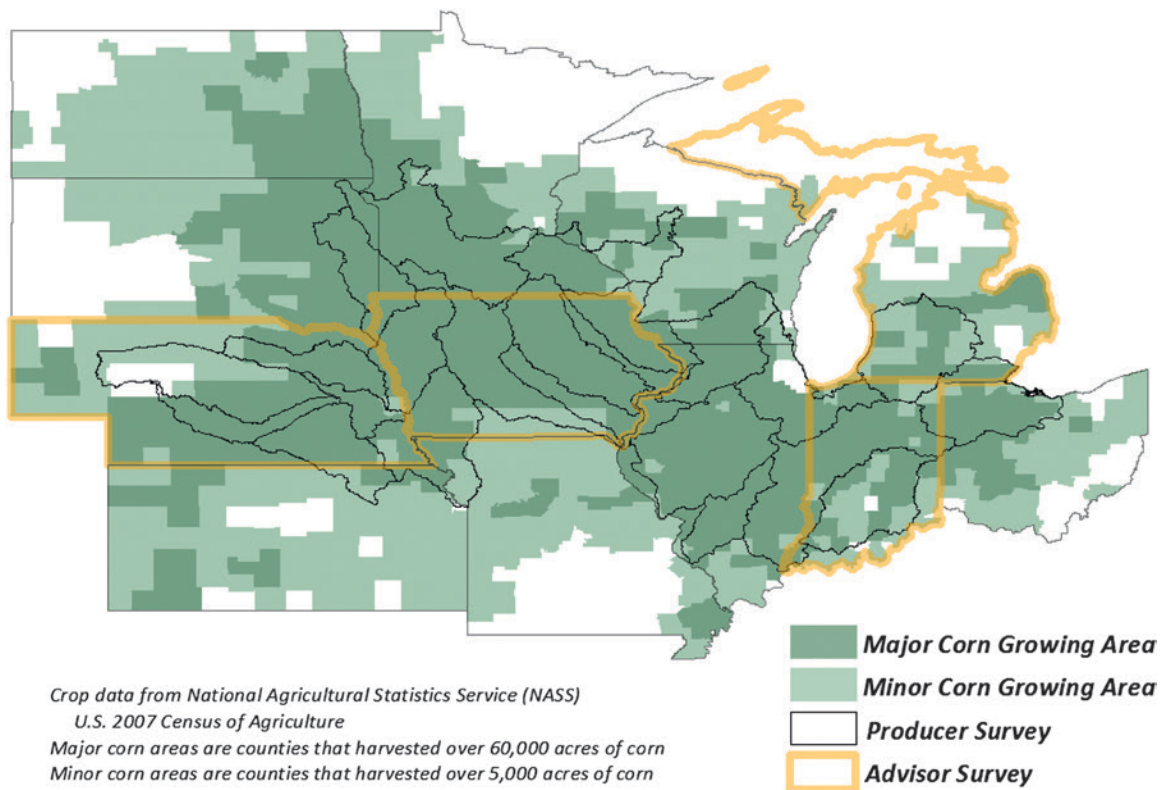 Major Corn Growing Area
Minor Corn Growing Area
Producer Survey
Advisor Survey
Crop data from National Agricultural Statistics Service (NASS)
U.S. 2007 Census of Agriculture
Major corn areas are counties that harvested over 60,000 acres of corn
Minor corn areas are counties that harvested over 5,000 acres of corn